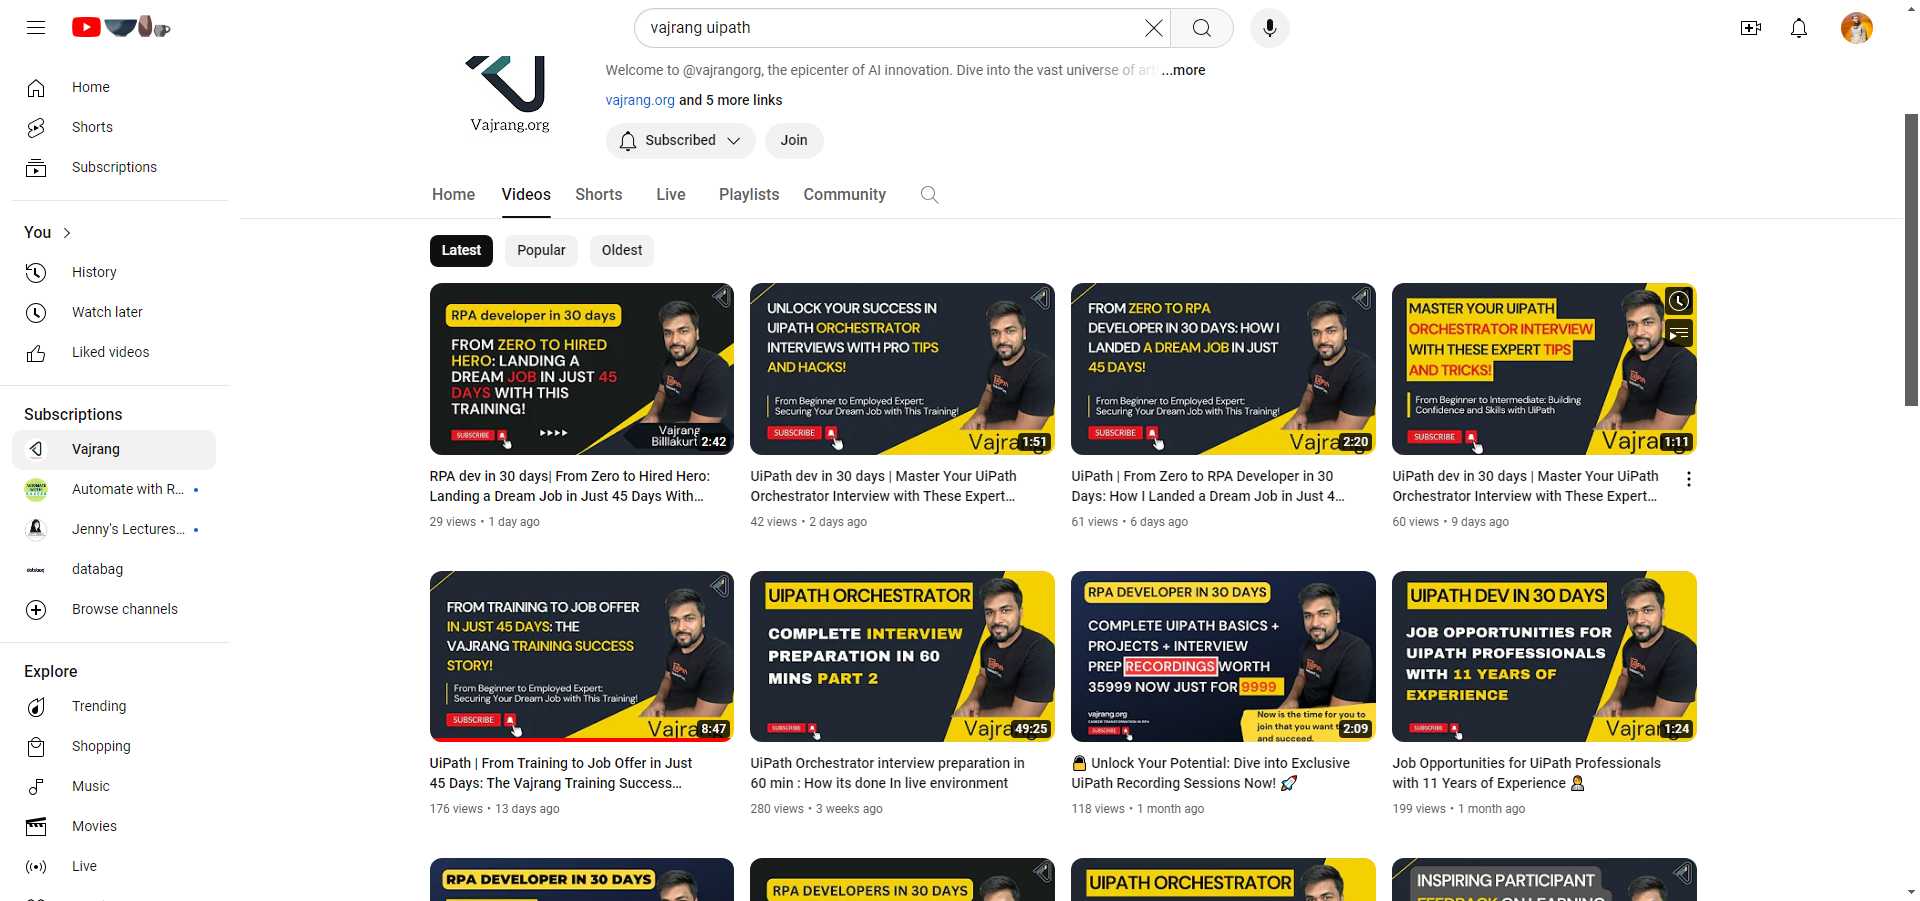 vajrang uipath
Home
Shorts
Subscriptions
You
History
Watch later
Liked videos
Subscriptions
Vajrang
Automate with R...
Jenny's Lectures...
databag
Browse channels
Explore
Trending
Shopping
Music
Movies
Live
Vajrang.org
Welcome to @vajrangorg, the epicenter of AI innovation. Dive into the vast universe of art ...more
vajrang.org and 5 more links
Subscribed
Join
Home Videos Shorts Live Playlists Community
Latest Popular Oldest
RPA developer in 30 days
FROM ZERO TO HIRED
HERO: LANDING A
DREAM JOB IN JUST 45
DAYS WITH THIS
TRAINING!
SUBSCRIBE
Vajrang
Billlakurt
2:42
RPA dev in 30 days| From Zero to Hired Hero:
Landing a Dream Job in Just 45 Days With...
29 views • 1 day ago
UNLOCK YOUR SUCCESS IN
UIPATH ORCHESTRATOR
INTERVIEWS WITH PRO TIPS
AND HACKS!
From Beginner to Employed Expert:
Securing Your Dream Job with This Training!
SUBSCRIBE
Vajra
1:51
UiPath dev in 30 days | Master Your UiPath
Orchestrator Interview with These Expert...
42 views • 2 days ago
FROM ZERO TO RPA
DEVELOPER IN 30 DAYS: HOW I
LANDED A DREAM JOB IN JUST
45 DAYS!
From Beginner to Employed Expert:
Securing Your Dream Job with This Training!
SUBSCRIBE
Vajra
2:20
UiPath | From Zero to RPA Developer in 30
Days: How I Landed a Dream Job in Just 4...
61 views • 6 days ago
MASTER YOUR UIPATH
ORCHESTRATOR INTERVIEW
WITH THESE EXPERT TIPS
AND TRICKS!
From Beginner to Intermediate: Building
Confidence and Skills with UiPath
SUBSCRIBE
Vajra
1:11
UiPath dev in 30 days | Master Your UiPath
Orchestrator Interview with These Expert...
60 views • 9 days ago
FROM TRAINING TO JOB OFFER
IN JUST 45 DAYS: THE
VAJRANG TRAINING SUCCESS
STORY!
From Beginner to Employed Expert:
Securing Your Dream Job with This Training!
SUBSCRIBE
Vajra
8:47
UiPath | From Training to Job Offer in Just
45 Days: The Vajrang Training Success...
176 views • 13 days ago
UIPATH ORCHESTRATOR
COMPLETE INTERVIEW
PREPARATION IN 60
MINS PART 2
SUBSCRIBE
Vajra
49:25
UiPath Orchestrator interview preparation in
60 min : How its done In live environment
280 views • 3 weeks ago
RPA DEVELOPER IN 30 DAYS
COMPLETE UIPATH BASICS +
PROJECTS + INTERVIEW
PREP RECORDINGS WORTH
35999 NOW JUST FOR 9999
vajrang.org
CAREER TRANSFORMATION IN RPA
SUBSCRIBE
Now is the time for you to
join that you want t
and succeed.
2:09
🔒 Unlock Your Potential: Dive into Exclusive
UiPath Recording Sessions Now! 🚀
118 views • 1 month ago
UIPATH DEV IN 30 DAYS
JOB OPPORTUNITIES FOR
UIPATH PROFESSIONALS
WITH 11 YEARS OF
EXPERIENCE
SUBSCRIBE
Vajra
1:24
Job Opportunities for UiPath Professionals
with 11 Years of Experience
199 views • 1 month ago
RPA DEVELOPER IN 30 DAYS
RPA DEVELOPERS IN 30 DAYS
UIPATH ORCHESTRATOR
INSPIRING PARTICIPANT
FEEDBACK ON LEARNING